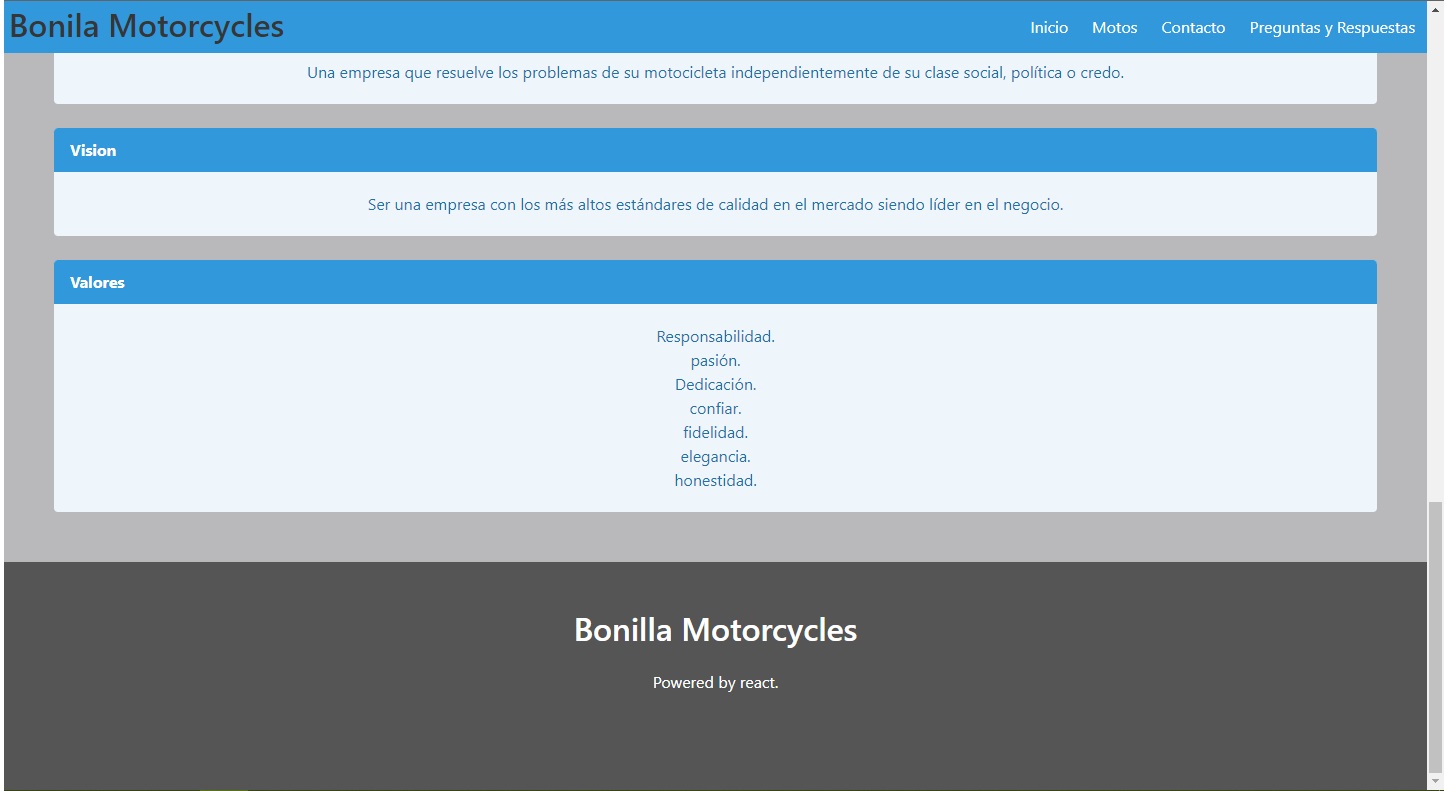 Bonila Motorcycles
Inicio Motos Contacto Preguntas y Respuestas
Una empresa que resuelve los problemas de su motocicleta independientemente de su clase social, política o credo.
Vision
Ser una empresa con los más altos estándares de calidad en el mercado siendo líder en el negocio.
Valores
Responsabilidad.
pasión.
Dedicación.
confiar.
fidelidad.
elegancia.
honestidad.
Bonilla Motorcycles
Powered by react.